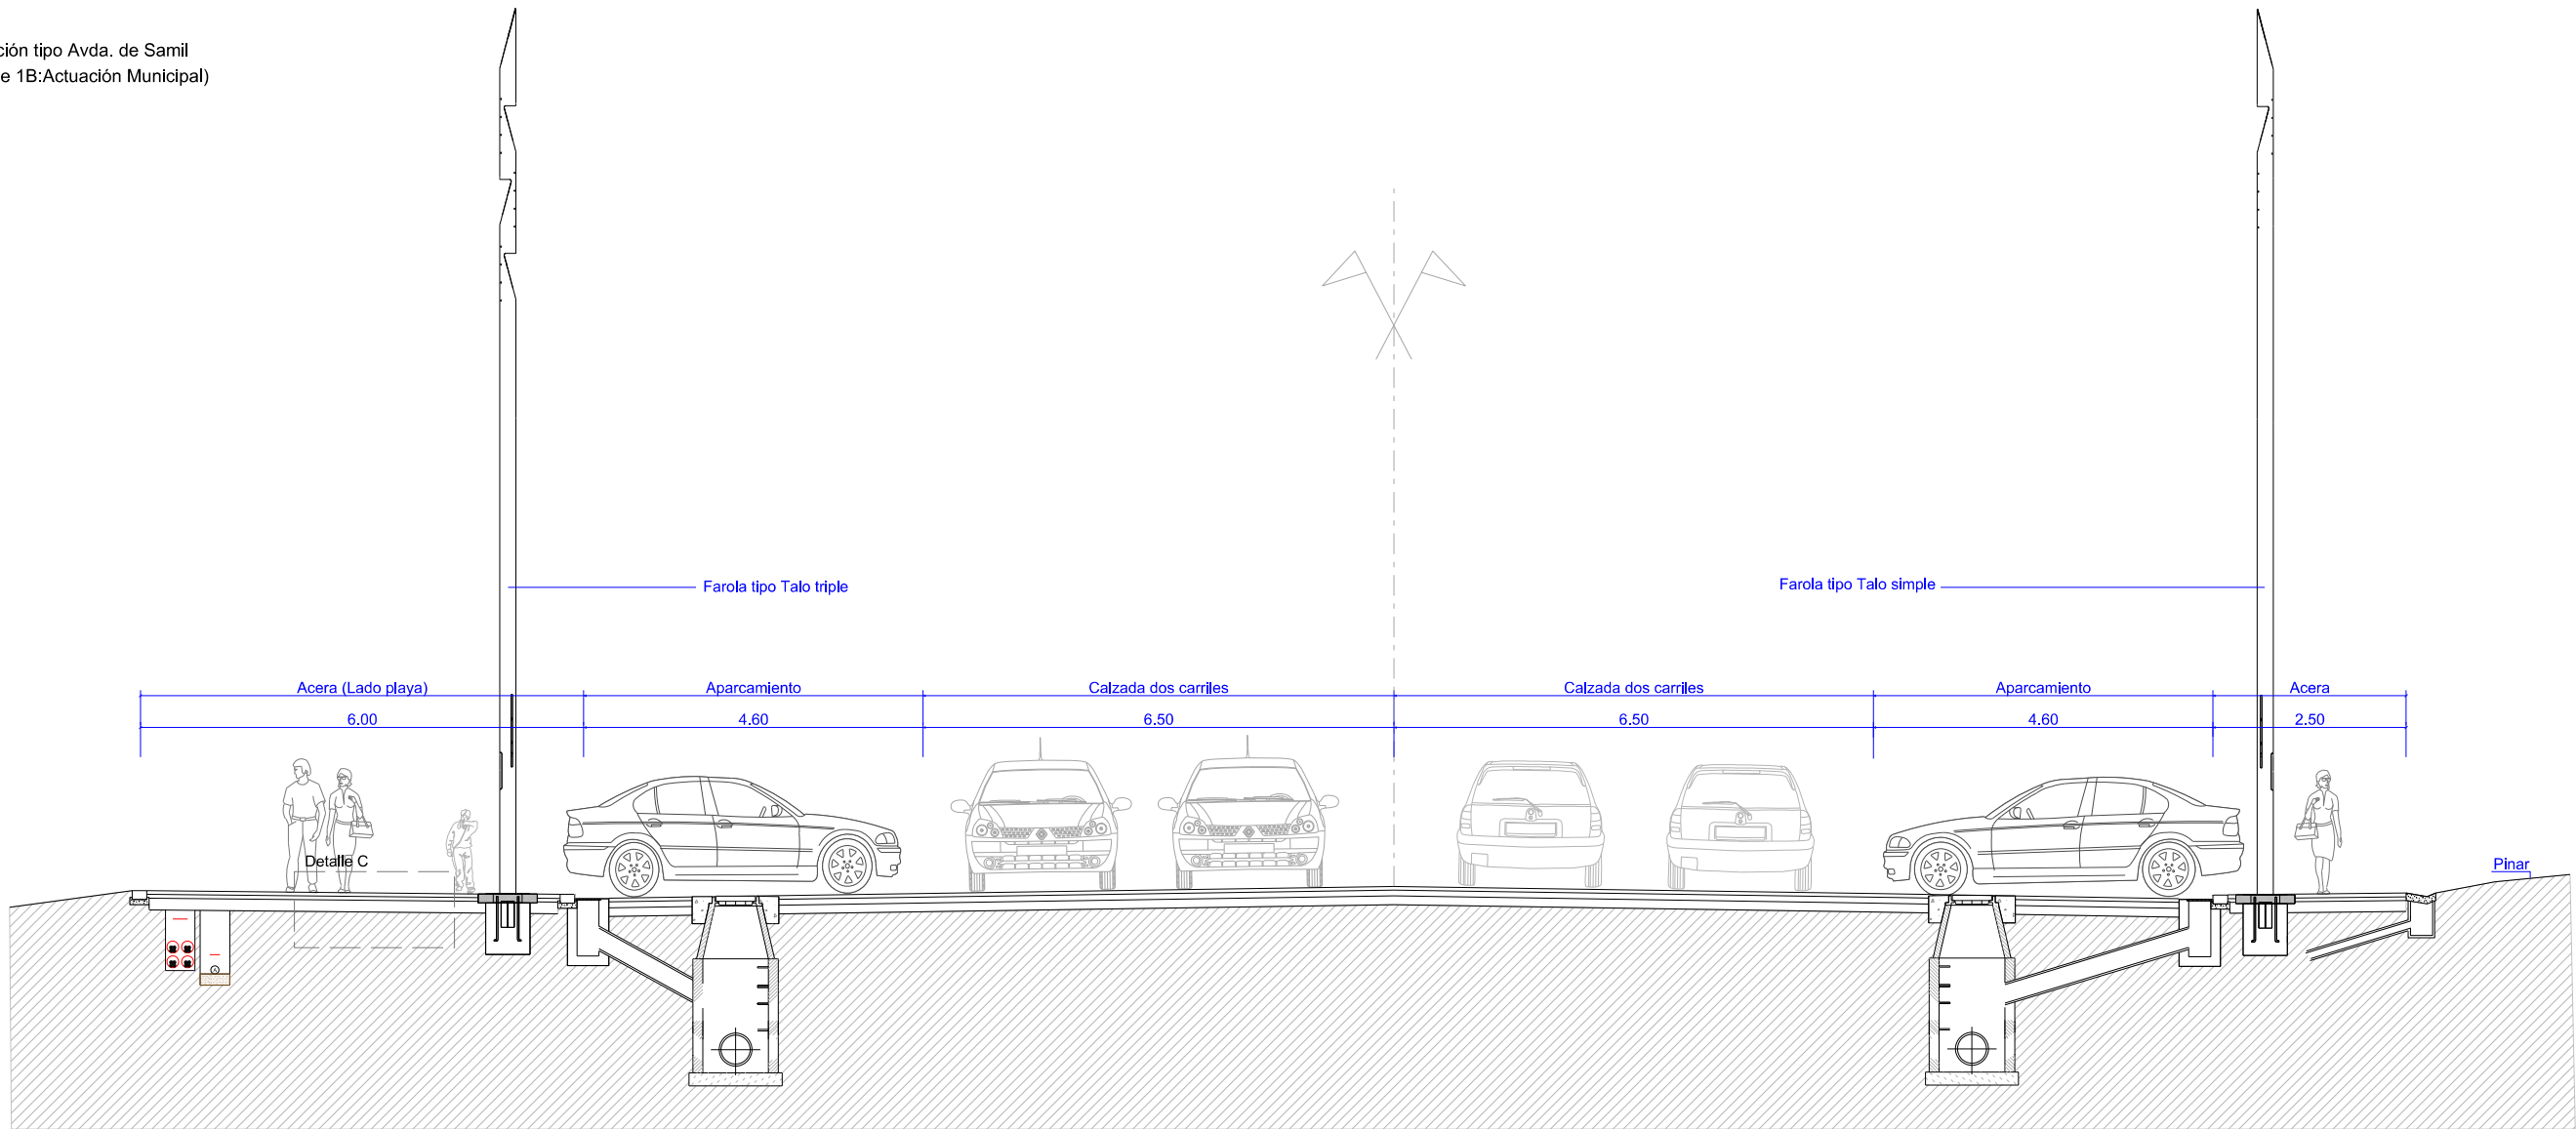 ción tipo Avda. de Samil
e 1B:Actuación Municipal)
Farola tipo Talo triple
Farola tipo Talo simple
Acera (Lado playa)
Aparcamiento
Calzada dos carriles
Calzada dos carriles
Aparcamiento
Acera
6.00
4.60
6.50
6.50
4.60
2.50
Detalle C
Pinar